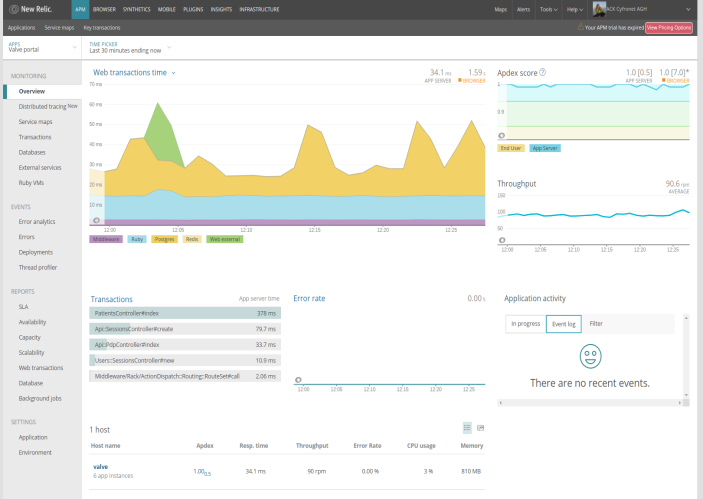 New Relic.
APM BROWSER SYNTHETICS MOBILE PLUGINS INSIGHTS INFRASTRUCTURE
Maps Alerts Tools Help ACK Cyfronet AGH
Applications Service maps Key transactions
Your APM trial has expired View Pricing Options
APPS
Valve portal
TIME PICKER
Last 30 minutes ending now
MONITORING
Overview
Distributed tracing New
Service maps
Transactions
Databases
External services
Ruby VMs
EVENTS
Error analytics
Errors
Deployments
Thread profiler
REPORTS
SLA
Availability
Capacity
Scalability
Web transactions
Database
Background jobs
SETTINGS
Application
Environment
Web transactions time
34.1 ms 1.59 s
APP SERVER BROWSER
70 ms
60 ms
50 ms
40 ms
30 ms
20 ms
10 ms
12:00 12:05 12:10 12:15 12:20 12:25
Middleware Ruby Postgres Redis Web external
Apdex score ?
1.0 [0.5] 1.0 [7.0]*
APP SERVER BROWSER
1
0.9
End User App Server
Throughput
90.6 rpm
AVERAGE
150
100
50
12:00 12:05 12:10 12:15 12:20 12:25
Transactions App server time
PatientsController#index 378 ms
Api::SessionsController#create 79.7 ms
Api::PdpController#index 33.7 ms
Users::SessionsController#new 10.9 ms
Middleware/Rack/ActionDispatch::Routing::RouteSet#call 2.06 ms
Error rate
0.00 %
12:00 12:05 12:10 12:15 12:20 12:25
Application activity
In progress Event log Filter
There are no recent events.
1 host
Host name Apdex Resp. time Throughput Error Rate CPU usage Memory
valve
6 app instances
1.00 0.5 34.1 ms 90 rpm 0.00 % 3 % 810 MB